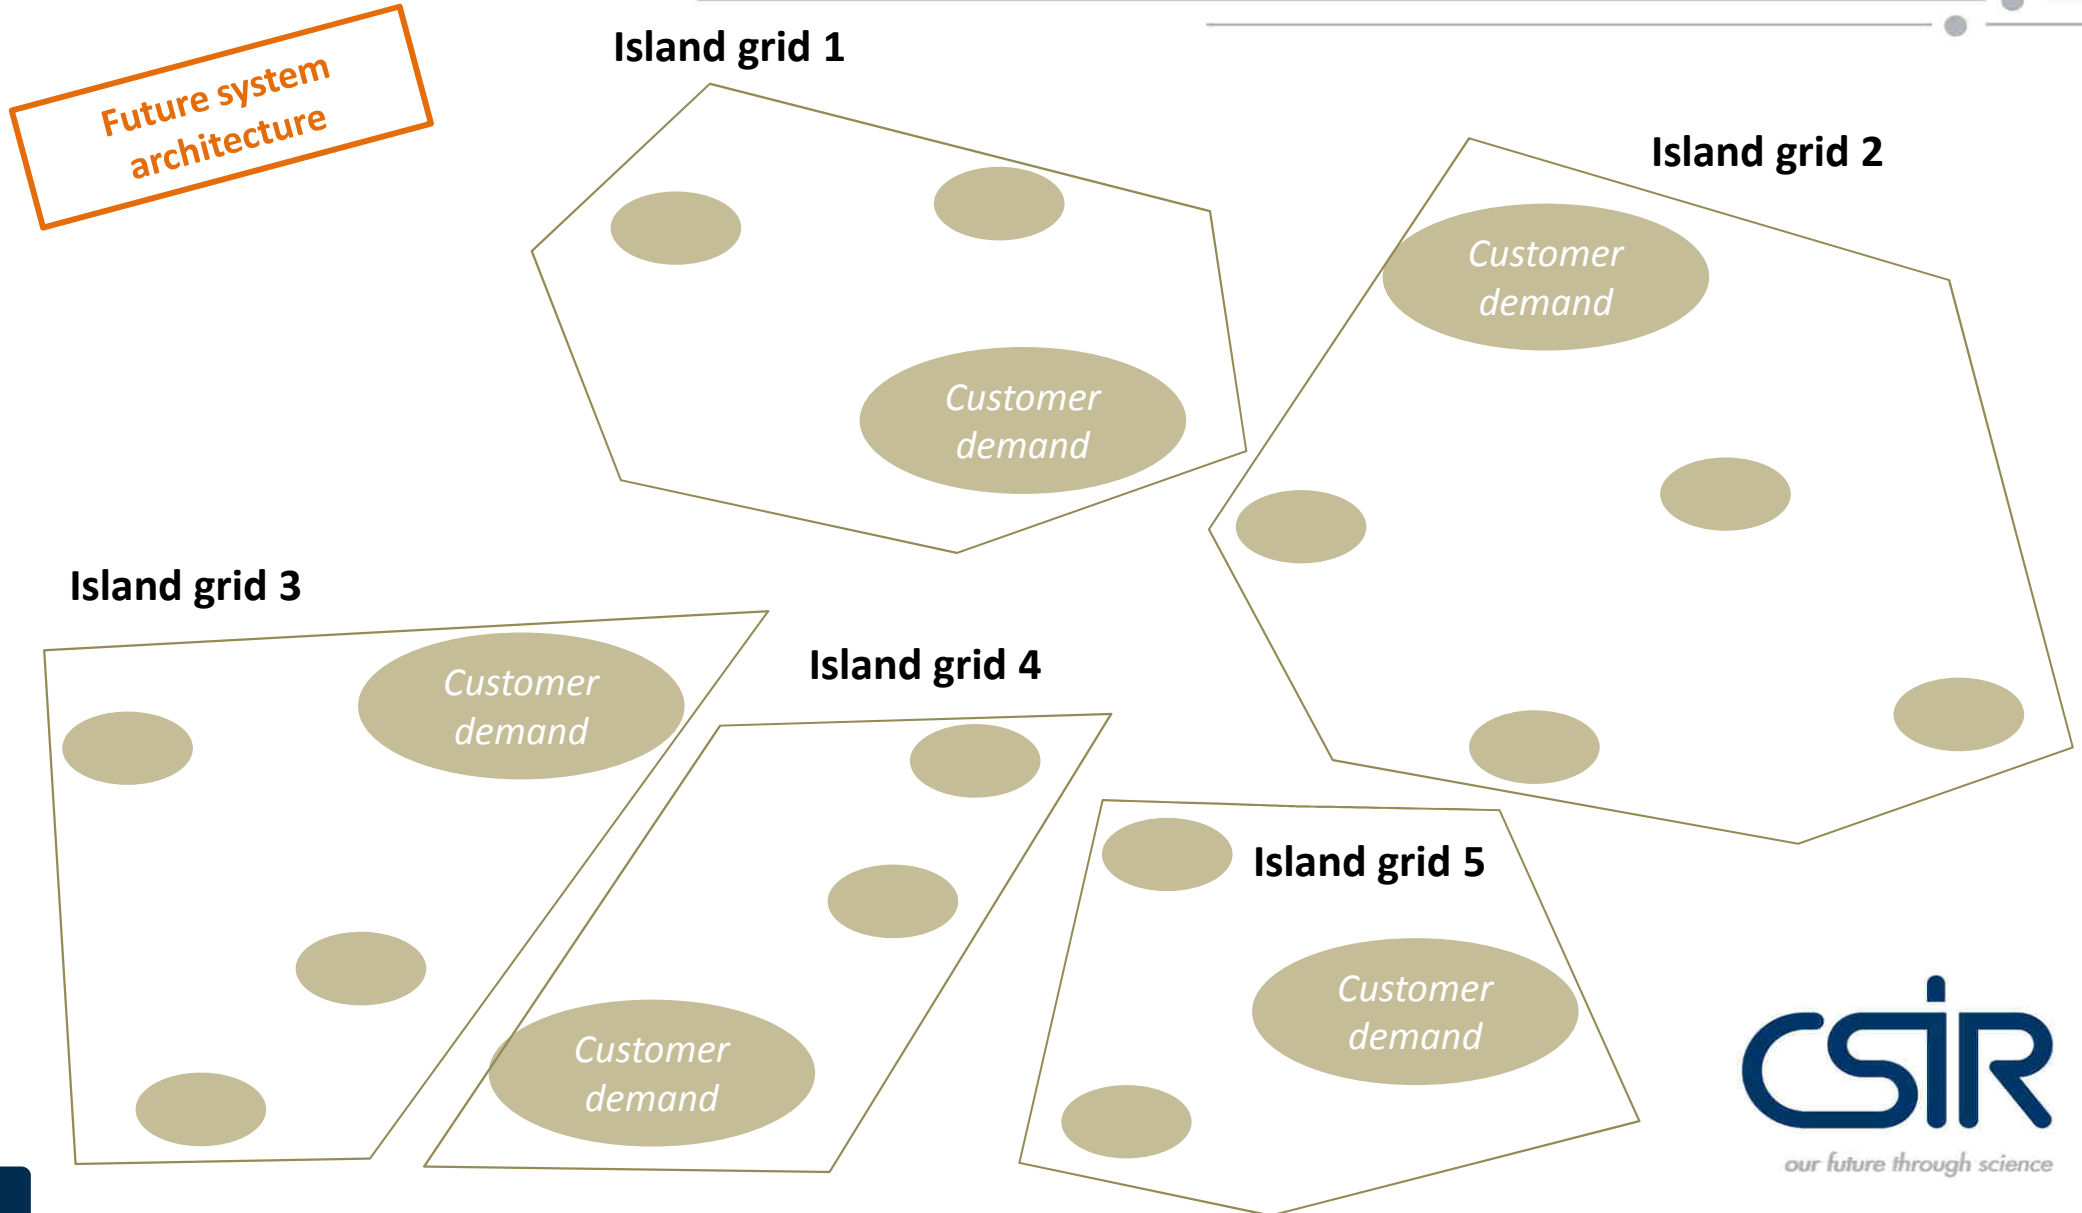 Future system
architecture
Island grid 1
Island grid 2
Customer
demand
Customer
demand
Island grid 3
Customer
demand
Island grid 4
Island grid 5
Customer
demand
Customer
demand
CSIR
our future through science